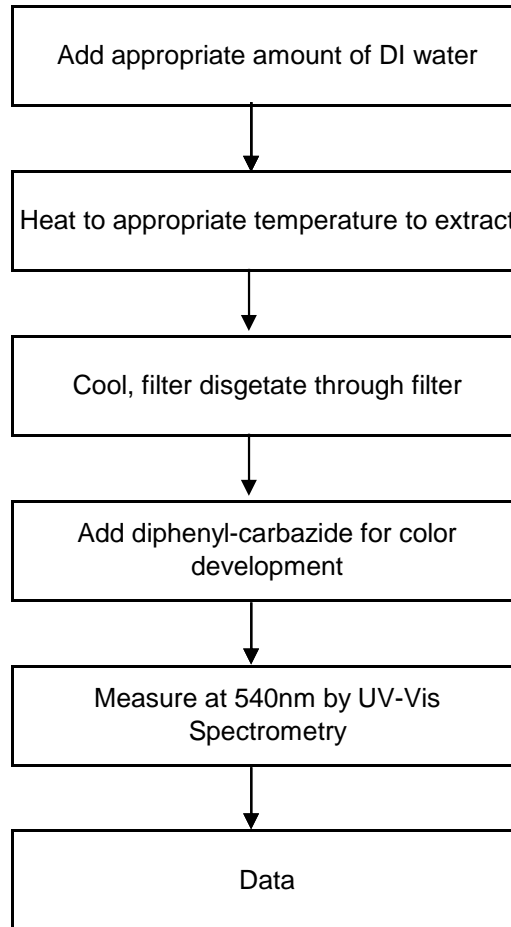 Add appropriate amount of DI water
Heat to appropriate temperature to extract
Cool, filter disgetate through filter
Add diphenyl-carbazide for color
development
Measure at 540nm by UV-Vis
Spectrometry
Data